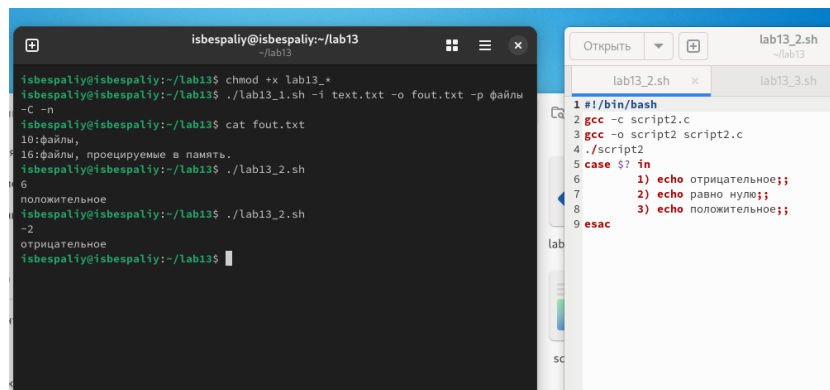 isbespaliy@isbespaliy:~/lab13
~/lab13
isbespaliy@isbespaliy:~/lab13$ chmod +x lab13_*
isbespaliy@isbespaliy:~/lab13$ ./lab13_1.sh -i text.txt -o fout.txt -p файлы
-C -n
isbespaliy@isbespaliy:~/lab13$ cat fout.txt
10:файлы,
16:файлы, проецируемые в память.
isbespaliy@isbespaliy:~/lab13$ ./lab13_2.sh
6
положительное
isbespaliy@isbespaliy:~/lab13$ ./lab13_2.sh
-2
отрицательное
isbespaliy@isbespaliy:~/lab13$
lab
sc
Открыть
lab13_2.sh
~/lab13
lab13_2.sh
lab13_3.sh
1 #!/bin/bash
2 gcc -c script2.c
3 gcc -o script2 script2.c
4 ./script2
5 case $? in
6 1) echo отрицательное;;
7 2) echo равно нулю;;
8 3) echo положительное;;
9 esac